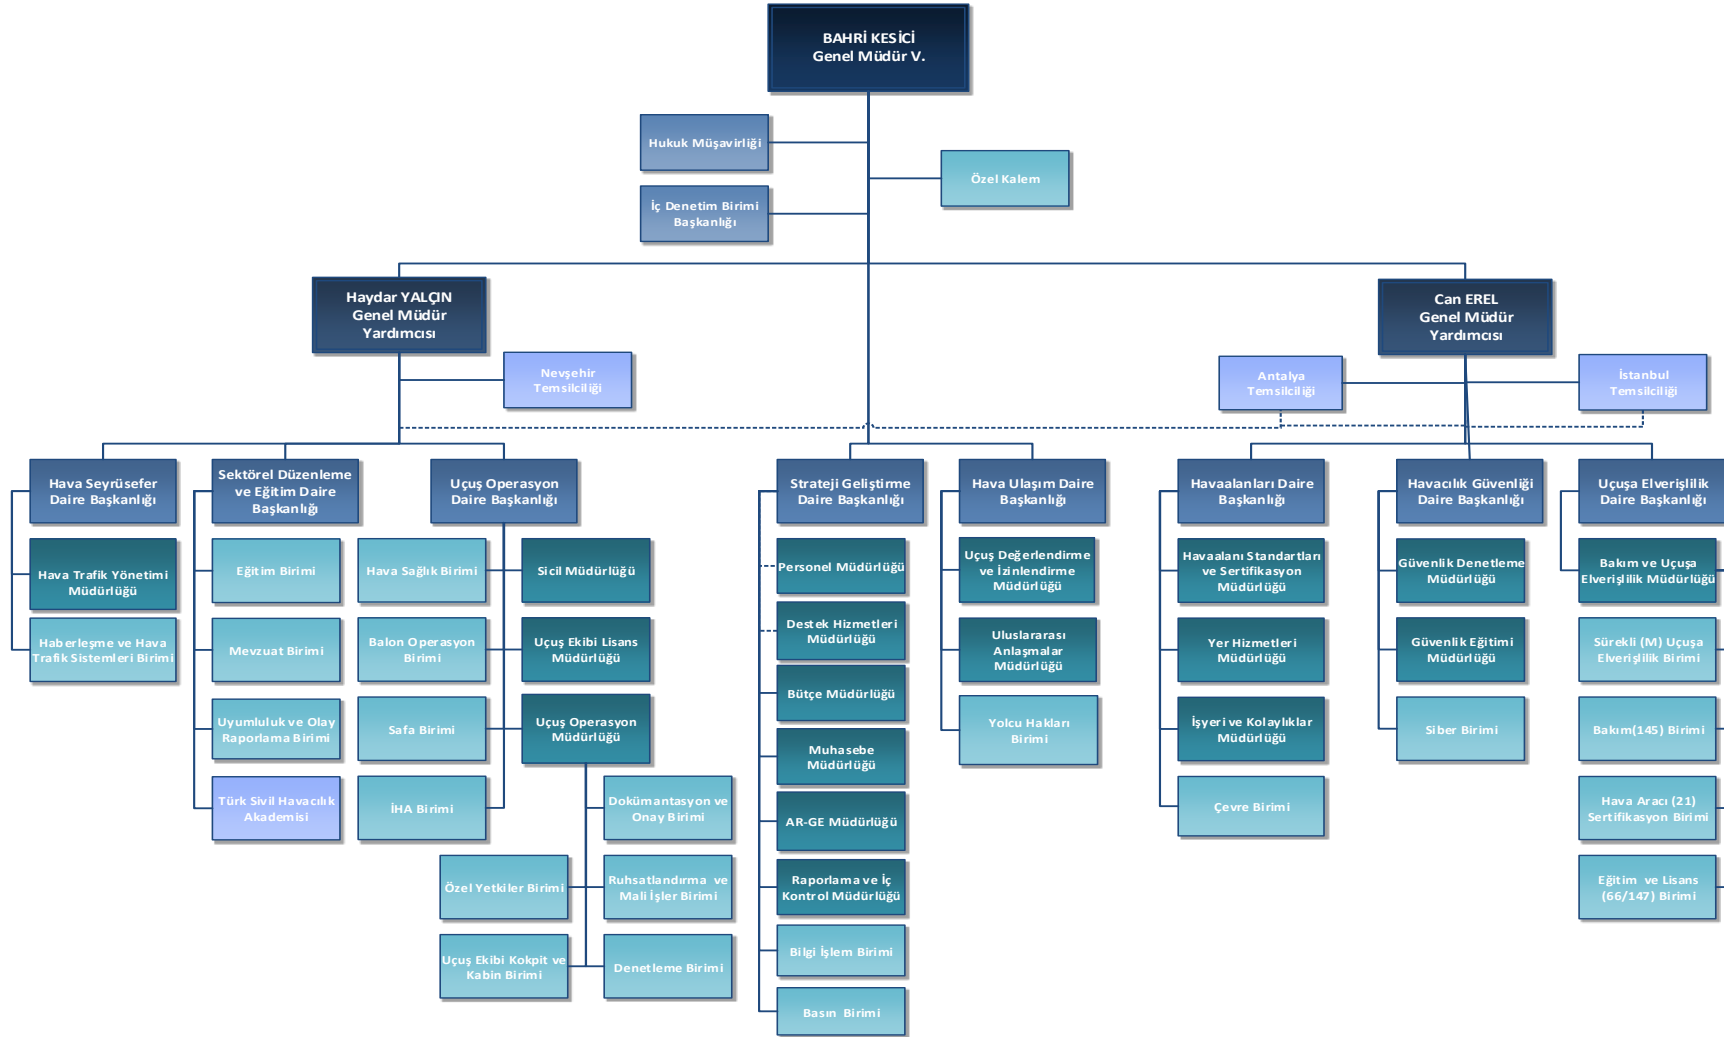 BAHRİ KESİCİ
Genel Müdür V.
Hukuk Müşavirliği
Özel Kalem
İç Denetim Birimi
Başkanlığı
Haydar YALÇIN
Genel Müdür
Yardımcısı
Can EREL
Genel Müdür
Yardımcısı
Nevşehir
Temsilciliği
Antalya
Temsilciliği
İstanbul
Temsilciliği
Hava Seyrüsefer
Daire Başkanlığı
Hava Trafik Yönetimi
Müdürlüğü
Haberleşme ve Hava
Trafik Sistemleri Birimi
Sektörel Düzenleme
ve Eğitim Daire
Başkanlığı
Eğitim Birimi
Mevzuat Birimi
Uyumluluk ve Olay
Raporlama Birimi
Türk Sivil Havacılık
Akademisi
Uçuş Operasyon
Daire Başkanlığı
Hava Sağlık Birimi
Sicil Müdürlüğü
Balon Operasyon
Birimi
Uçuş Ekibi Lisans
Müdürlüğü
Safa Birimi
Uçuş Operasyon
Müdürlüğü
İHA Birimi
Dokümantasyon ve
Onay Birimi
Özel Yetkiler Birimi
Ruhsatlandırma ve
Mali İşler Birimi
Uçuş Ekibi Kokpit ve
Kabin Birimi
Denetleme Birimi
Strateji Geliştirme
Daire Başkanlığı
Personel Müdürlüğü
Destek Hizmetleri
Müdürlüğü
Bütçe Müdürlüğü
Muhasebe
Müdürlüğü
AR-GE Müdürlüğü
Raporlama ve İç
Kontrol Müdürlüğü
Bilgi İşlem Birimi
Basın Birimi
Hava Ulaşım Daire
Başkanlığı
Uçuş Değerlendirme
ve İzinlendirme
Müdürlüğü
Uluslararası
Anlaşmalar
Müdürlüğü
Yolcu Hakları
Birimi
Havaalanları Daire
Başkanlığı
Havaalanı Standartları
ve Sertifikasyon
Müdürlüğü
Yer Hizmetleri
Müdürlüğü
İşyeri ve Kolaylıklar
Müdürlüğü
Çevre Birimi
Havacılık Güvenliği
Daire Başkanlığı
Güvenlik Denetleme
Müdürlüğü
Güvenlik Eğitimi
Müdürlüğü
Siber Birimi
Uçuşa Elverişlilik
Daire Başkanlığı
Bakım ve Uçuşa
Elverişlilik Müdürlüğü
Sürekli (M) Uçuşa
Elverişlilik Birimi
Bakım(145) Birimi
Hava Aracı (21)
Sertifikasyon Birimi
Eğitim ve Lisans
(66/147) Birimi